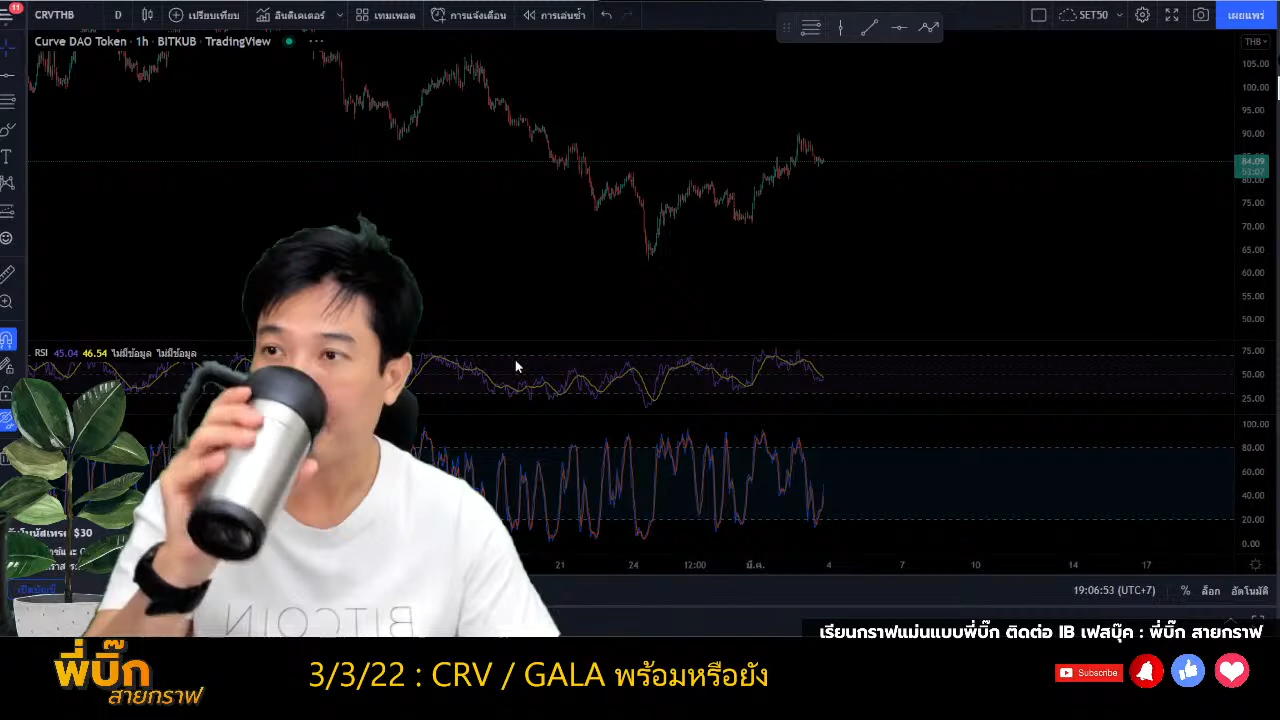 11
CRVTHB D เปรียบเทียบ อินดิเคเตอร์ เทมเพลต การแจ้งเตือน การเล่นซ้ำ SET50 เผยแพร่
Curve DAO Token · 1h · BITKUB · TradingView
THB
105.00
100.00
95.00
90.00
84.09
53:07
80.00
75.00
70.00
65.00
60.00
55.00
50.00
RSI 45.04 46.54 ไม่มีข้อมูล ไม่มีข้อมูล
75.00
50.00
25.00
100.00
80.00
60.00
40.00
20.00
0.00
$30
21 24 12:00 มี.ค. 4 7 10 14 17
19:06:53 (UTC+7) % ล็อก อัตโนมัติ
BITCOIN
เรียนกราฟแม่นแบบพี่บิ๊ก ติดต่อ IB เฟสบุ๊ค : พี่บิ๊ก สายกราฟ
พี่บิ๊ก
สายกราฟ
3/3/22 : CRV / GALA พร้อมหรือยัง
Subscribe